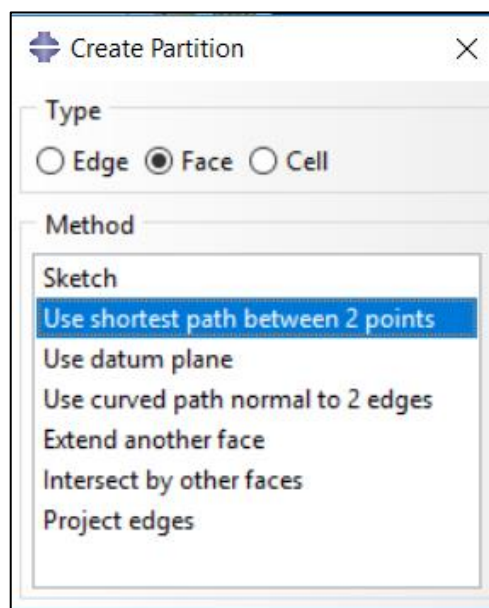 Create Partition
Type
Edge Face Cell
Method
Sketch
Use shortest path between 2 points
Use datum plane
Use curved path normal to 2 edges
Extend another face
Intersect by other faces
Project edges